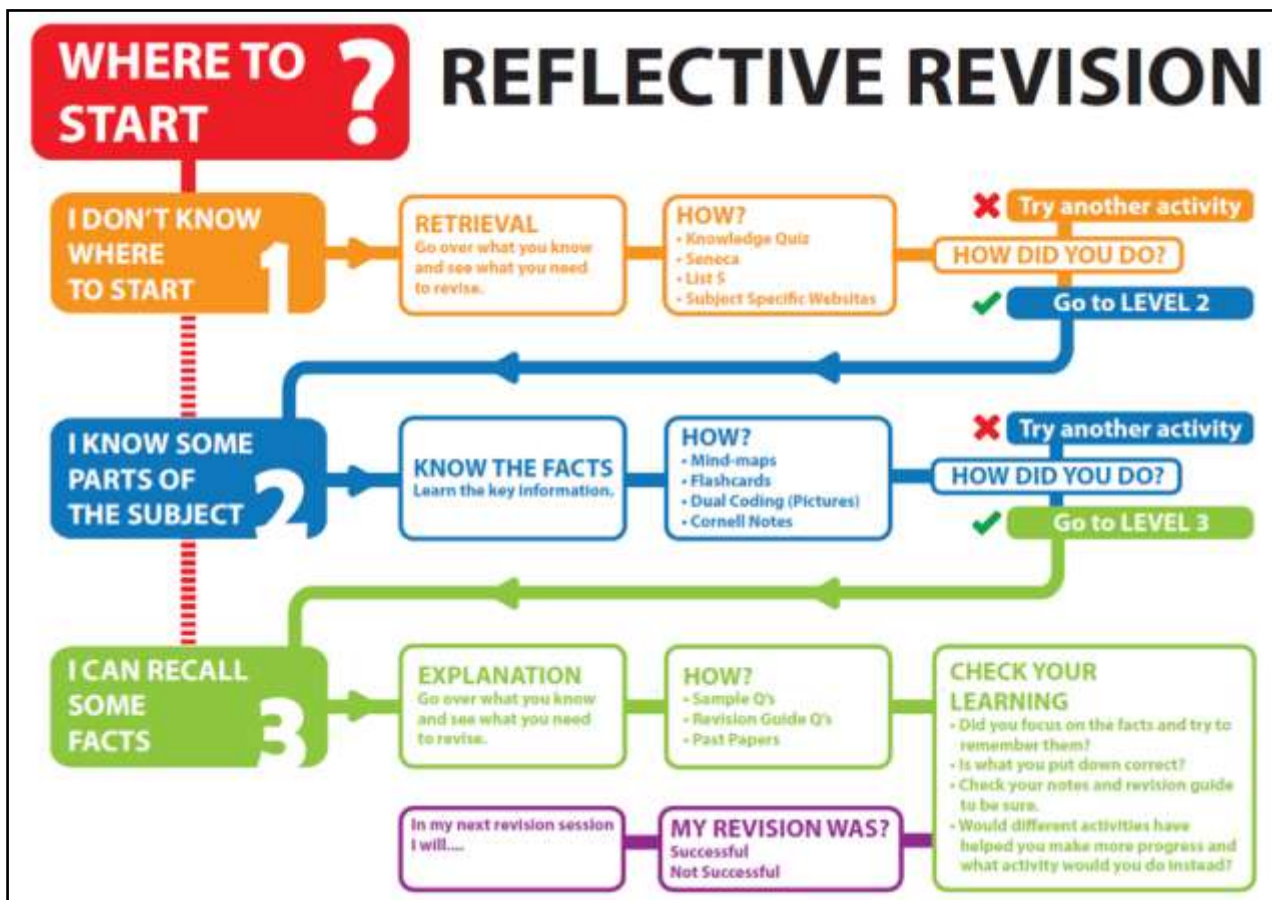 WHERE TO
START
?
REFLECTIVE REVISION
I DON'T KNOW
WHERE
TO START
1
RETRIEVAL
Go over what you know
and see what you need
to revise.
HOW?
• Knowledge Quiz
• Seneca
• List 5
• Subject Specific Websites
Try another activity
HOW DID YOU DO?
Go to LEVEL 2
I KNOW SOME
PARTS OF
THE SUBJECT
2
KNOW THE FACTS
Learn the key information.
HOW?
• Mind-maps
• Flashcards
• Dual Coding (Pictures)
• Cornell Notes
Try another activity
HOW DID YOU DO?
Go to LEVEL 3
I CAN RECALL
SOME
FACTS
3
EXPLANATION
Go over what you know
and see what you need
to revise.
HOW?
• Sample Q's
• Revision Guide Q's
• Past Papers
CHECK YOUR
LEARNING
• Did you focus on the facts and try to
remember them?
• Is what you put down correct?
• Check your notes and revision guide
to be sure.
• Would different activities have
helped you make more progress and
what activity would you do instead?
MY REVISION WAS?
Successful
Not Successful
In my next revision session
I will....